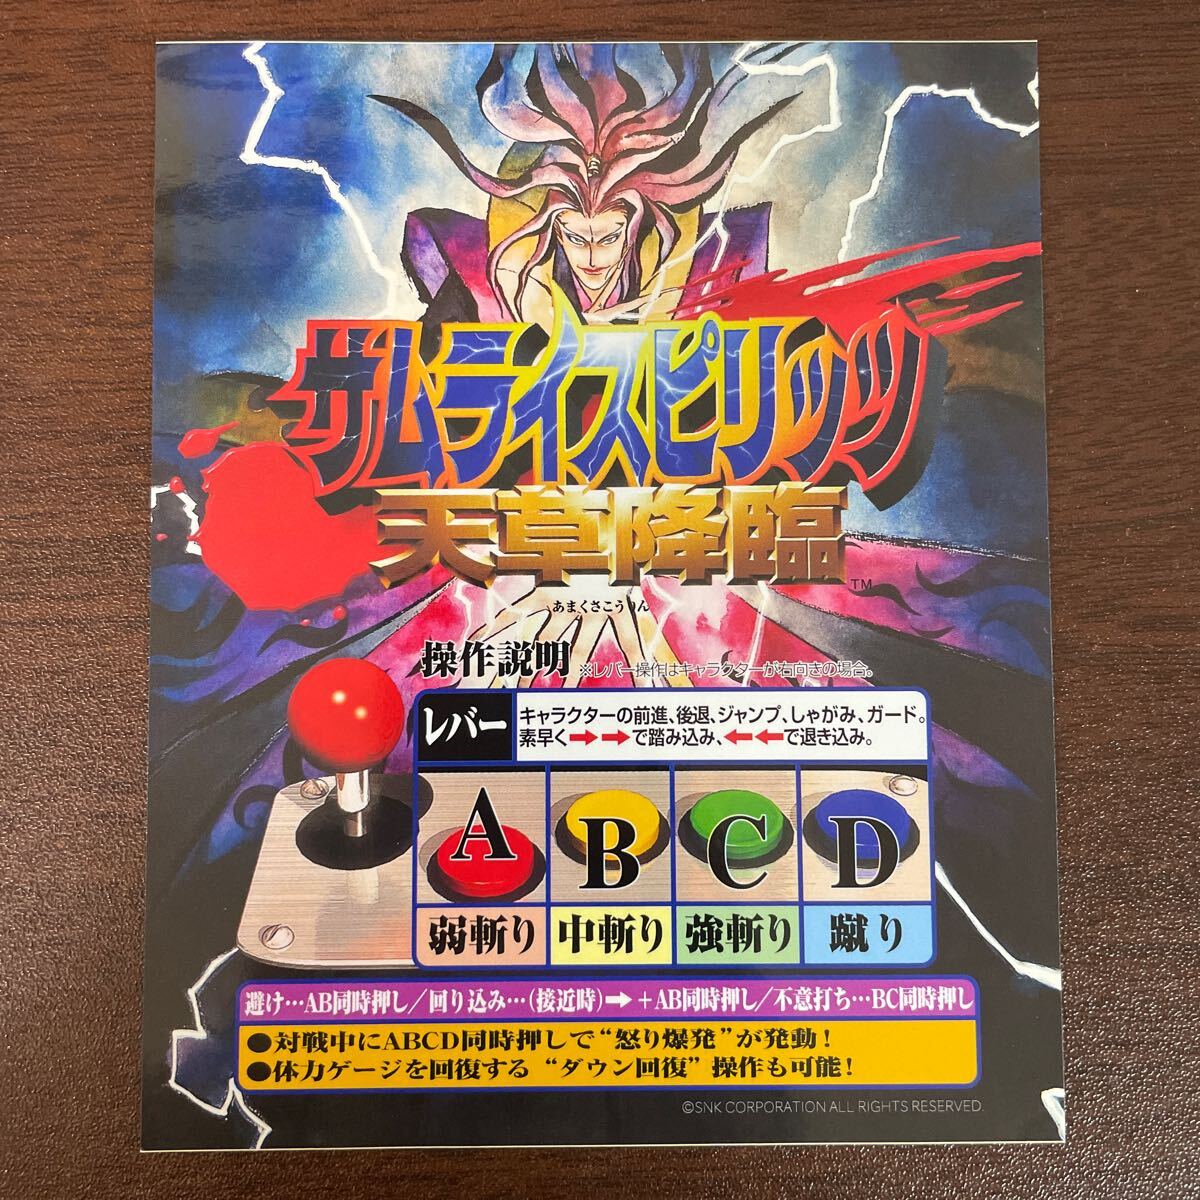 サムライスピリッツ
天草降臨
TM
あまくさこうりん
操作説明 ※レバー操作はキャラクターが右向きの場合。
レバー
キャラクターの前進、後退、ジャンプ、しゃがみ、ガード。
素早く→→で踏み込み、←←で退き込み。
A B C D
弱斬り 中斬り 強斬り 蹴り
避け…AB同時押し/回り込み…(接近時)→+AB同時押し/不意打ち…BC同時押し
●対戦中にABCD同時押しで“怒り爆発”が発動!
●体力ゲージを回復する “ダウン回復” 操作も可能!
©SNK CORPORATION ALL RIGHTS RESERVED.